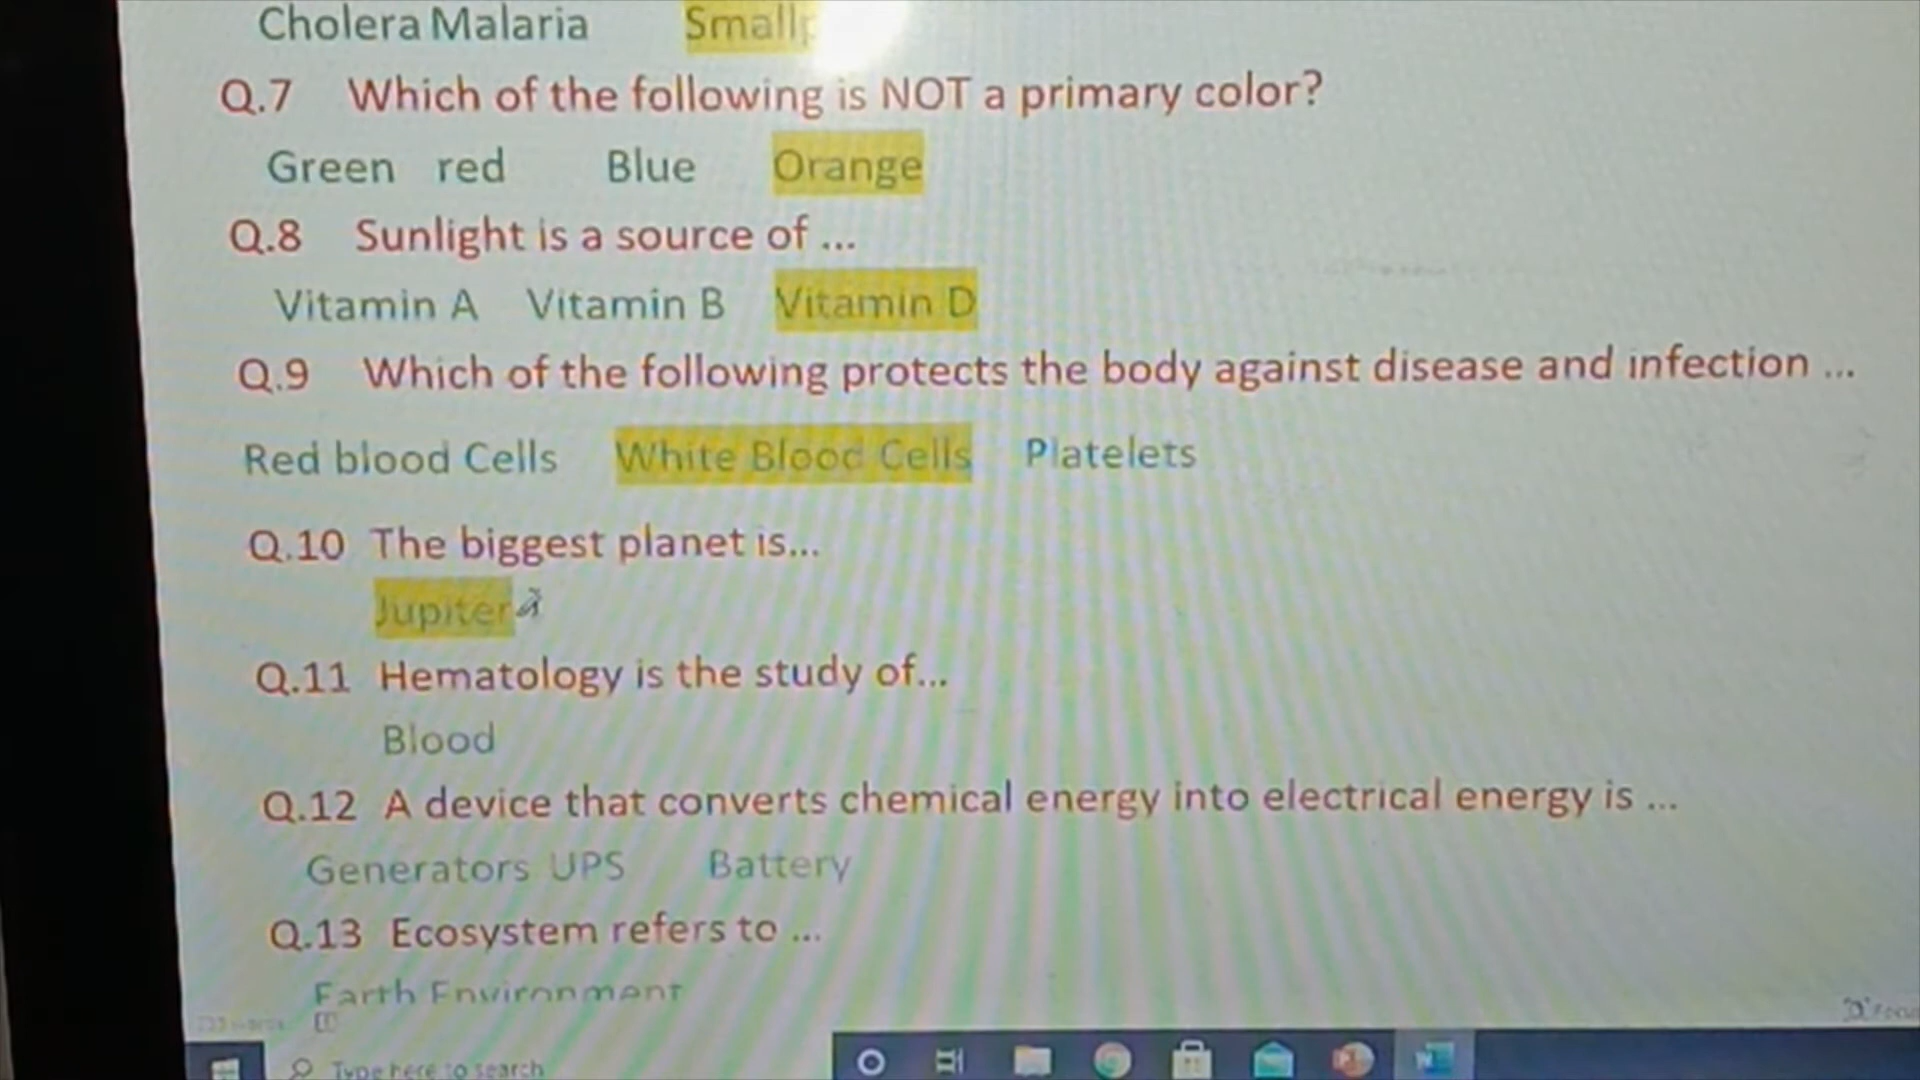 Cholera Malaria Smallp
Q.7 Which of the following is NOT a primary color?
Green red Blue Orange
Q.8 Sunlight is a source of ...
Vitamin A Vitamin B Vitamin D
Q.9 Which of the following protects the body against disease and infection ...
Red blood Cells White Blood Cells Platelets
Q.10 The biggest planet is...
Jupiter
Q.11 Hematology is the study of...
Blood
Q.12 A device that converts chemical energy into electrical energy is ...
Generators UPS Battery
Q.13 Ecosystem refers to ...
Earth Environment
Focus
Type here to search